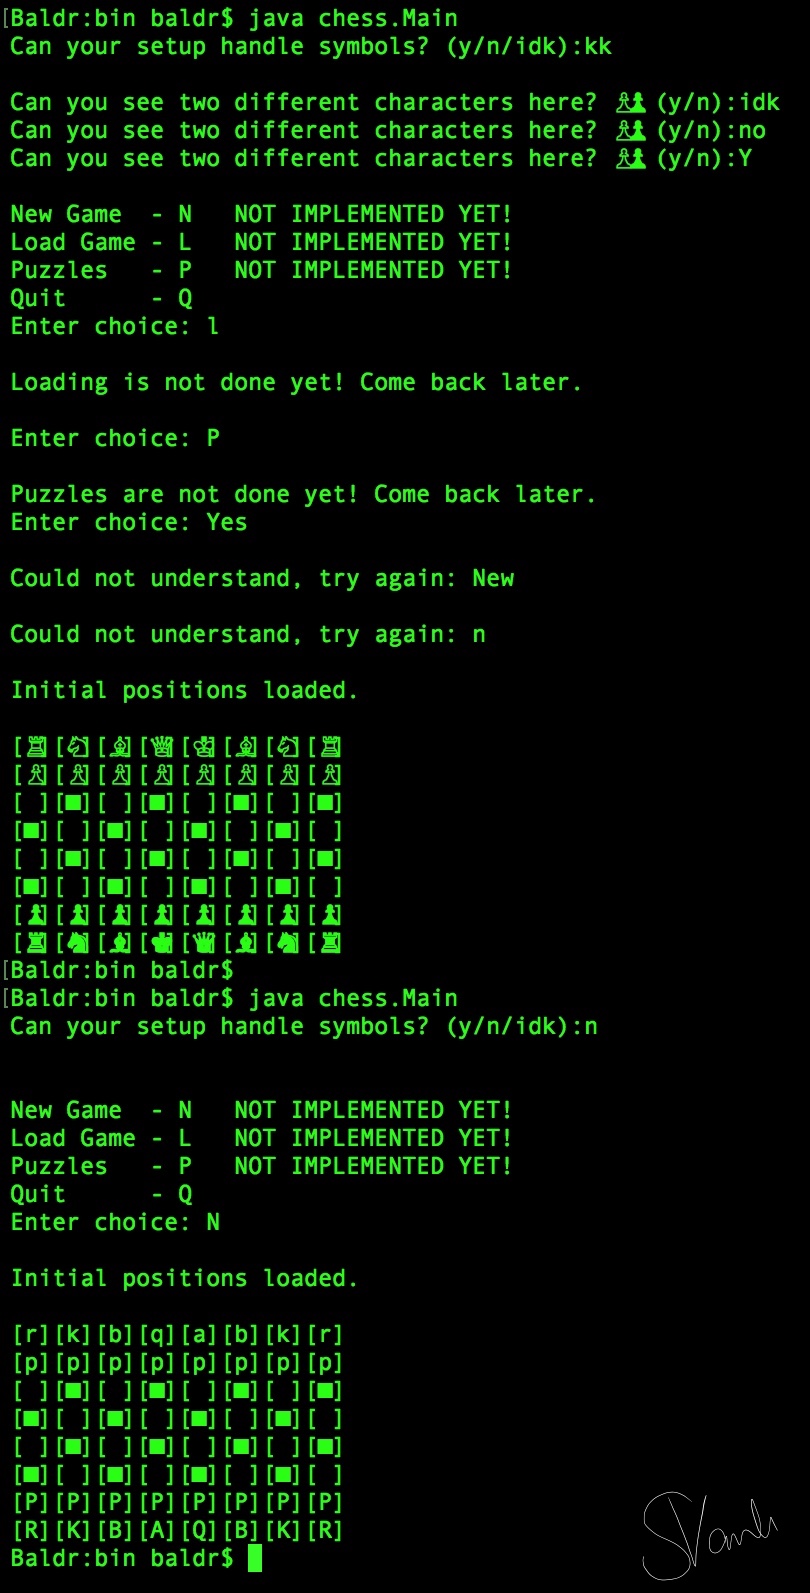 [Baldr:bin baldr$ java chess.Main
Can your setup handle symbols? (y/n/idk):kk
Can you see two different characters here? ♙♟ (y/n):idk
Can you see two different characters here? ♙♟ (y/n):no
Can you see two different characters here? ♙♟ (y/n):Y
New Game  - N   NOT IMPLEMENTED YET!
Load Game - L   NOT IMPLEMENTED YET!
Puzzles   - P   NOT IMPLEMENTED YET!
Quit      - Q
Enter choice: l
Loading is not done yet! Come back later.
Enter choice: P
Puzzles are not done yet! Come back later.
Enter choice: Yes
Could not understand, try again: New
Could not understand, try again: n
Initial positions loaded.
[♖][♘][♗][♕][♔][♗][♘][♖]
[♙][♙][♙][♙][♙][♙][♙][♙]
[ ][■][ ][■][ ][■][ ][■]
[■][ ][■][ ][■][ ][■][ ]
[ ][■][ ][■][ ][■][ ][■]
[■][ ][■][ ][■][ ][■][ ]
[♟][♟][♟][♟][♟][♟][♟][♟]
[♜][♞][♝][♚][♛][♝][♞][♜]
[Baldr:bin baldr$
[Baldr:bin baldr$ java chess.Main
Can your setup handle symbols? (y/n/idk):n
New Game  - N   NOT IMPLEMENTED YET!
Load Game - L   NOT IMPLEMENTED YET!
Puzzles   - P   NOT IMPLEMENTED YET!
Quit      - Q
Enter choice: N
Initial positions loaded.
[r][k][b][q][a][b][k][r]
[p][p][p][p][p][p][p][p]
[ ][■][ ][■][ ][■][ ][■]
[■][ ][■][ ][■][ ][■][ ]
[ ][■][ ][■][ ][■][ ][■]
[■][ ][■][ ][■][ ][■][ ]
[P][P][P][P][P][P][P][P]
[R][K][B][A][Q][B][K][R]
Baldr:bin baldr$